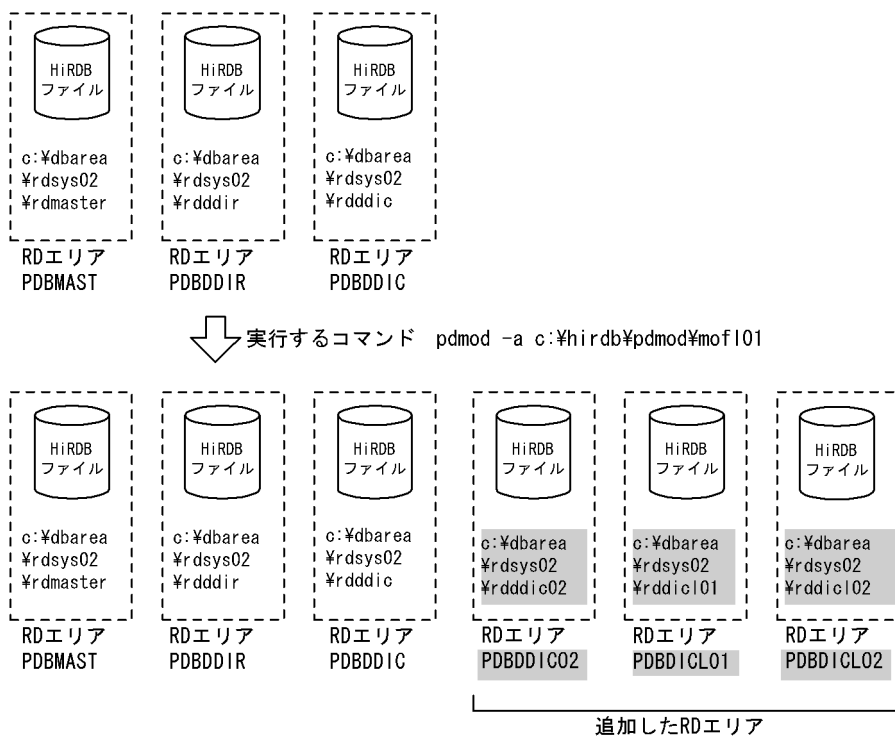 HiRDB
ファイル
c:¥dbarea
¥rdsys02
¥rdmaster
RDエリア
PDBMAST
HiRDB
ファイル
c:¥dbarea
¥rdsys02
¥rdddir
RDエリア
PDBDDIR
HiRDB
ファイル
c:¥dbarea
¥rdsys02
¥rdddic
RDエリア
PDBDDIC
実行するコマンド pdmod -a c:¥hirdb¥pdmod¥mofl01
HiRDB
ファイル
c:¥dbarea
¥rdsys02
¥rdmaster
RDエリア
PDBMAST
HiRDB
ファイル
c:¥dbarea
¥rdsys02
¥rdddir
RDエリア
PDBDDIR
HiRDB
ファイル
c:¥dbarea
¥rdsys02
¥rdddic
RDエリア
PDBDDIC
HiRDB
ファイル
c:¥dbarea
¥rdsys02
¥rdddic02
RDエリア
PDBDDIC02
HiRDB
ファイル
c:¥dbarea
¥rdsys02
¥rddicl01
RDエリア
PDBDICL01
HiRDB
ファイル
c:¥dbarea
¥rdsys02
¥rddicl02
RDエリア
PDBDICL02
追加したRDエリア